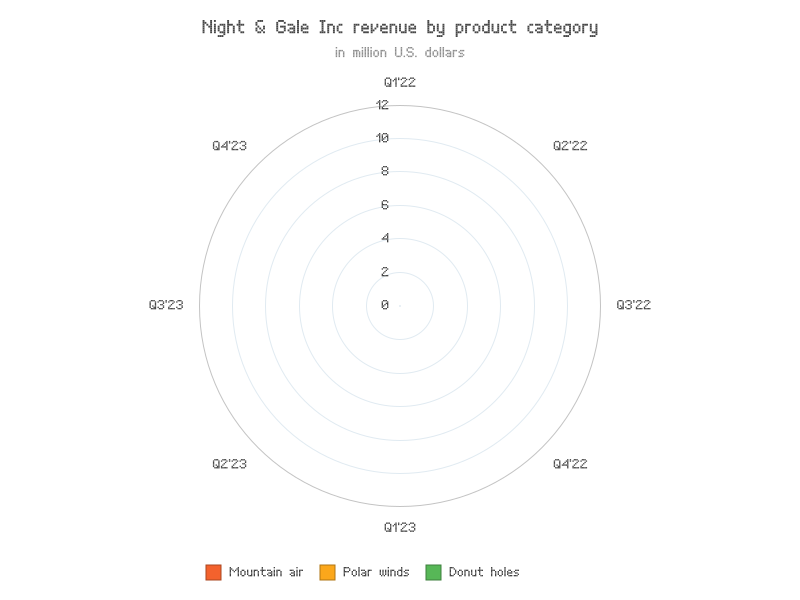 Night & Gale Inc revenue by product category
in million U.S. dollars
Q1'22
12
10
Q4'23
Q2'22
8
6
4
2
Q3'23
0
Q3'22
Q2'23
Q4'22
Q1'23
Mountain air Polar winds Donut holes